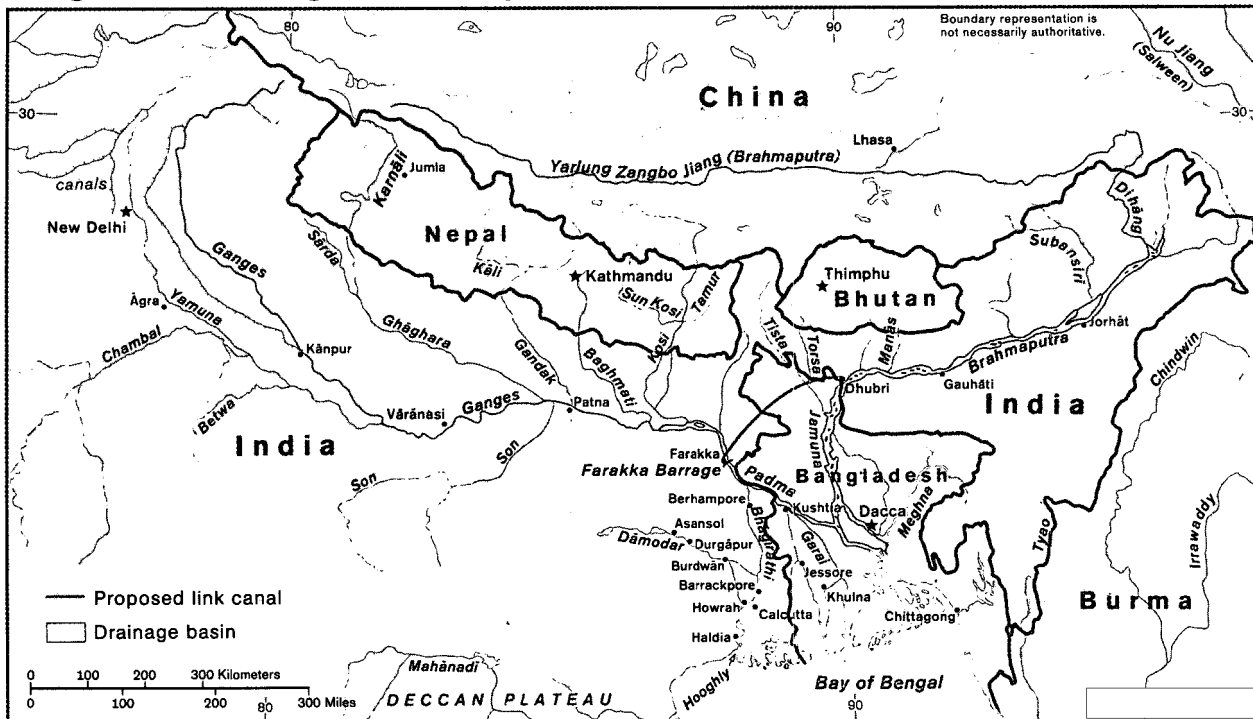 80
90
Boundary representation is
not necessarily authoritative.
Nu Jiang
(Salween)
China
30
30
Lhasa
Yarlung Zangbo Jiang (Brahmaputra)
canals
New Delhi
Karnāli
Jumla
Nepal
Dihāng
Subansiri
Ganges
Sārda
Kāli
Kathmandu
Thimphu
Bhutan
Sun Kosi
Tamur
Āgra
Yamuna
Jorhāt
Chambal
Ghāghara
Kosi
Tista
Torsa
Manās
Brahmaputra
Chindwin
Kānpur
Gandak
Baghmati
Dhubri
Gauhāti
India
Betwa
Vārānasi
Ganges
Patna
Jamuna
India
Son
Son
Farakka
Farakka Barrage
Padma
Bangladesh
Berhampore
Kushtia
Dacca
Meghna
Asansol
Bhāgirathi
Garai
Dāmodar
Durgāpur
Tyao
Irrawaddy
Burdwān
Jessore
Barrackpore
Khulna
Burma
Proposed link canal
Howrah
Calcutta
Chittagong
Drainage basin
Haldia
Mahānadi
Hooghly
Bay of Bengal
0 100 200 300 Kilometers
0 100 200 300 Miles
80
DECCAN PLATEAU
90